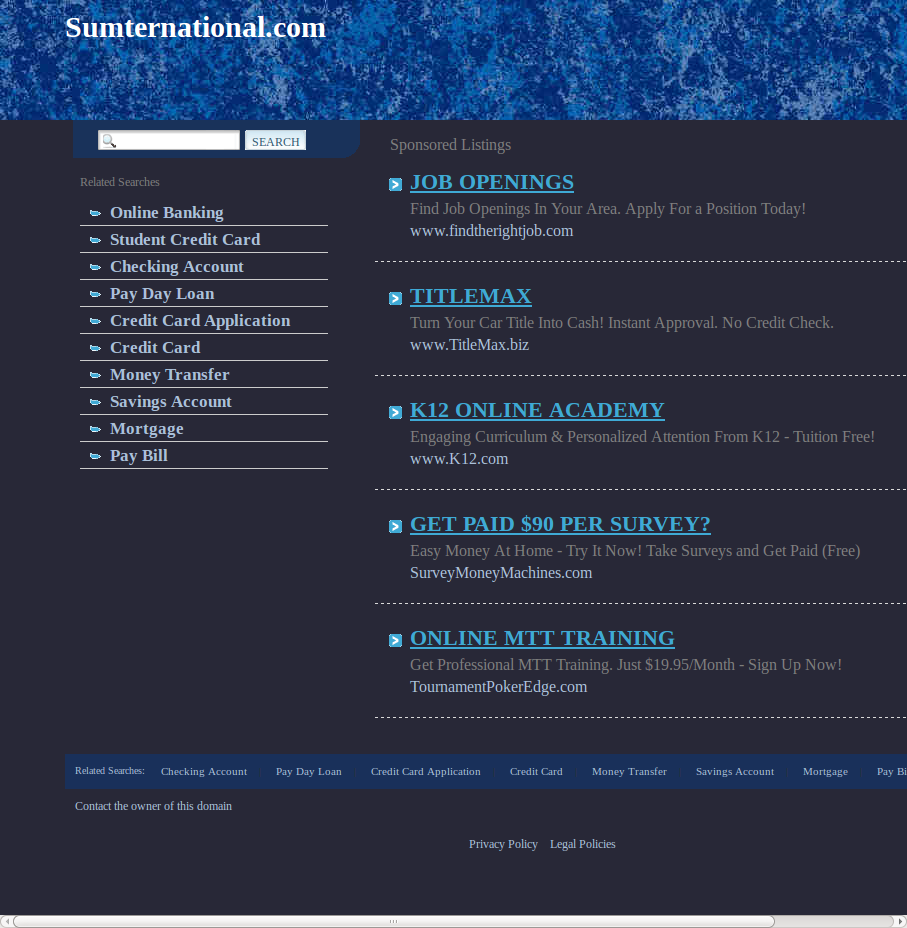 Sumternational.com
SEARCH
Related Searches
Online Banking
Student Credit Card
Checking Account
Pay Day Loan
Credit Card Application
Credit Card
Money Transfer
Savings Account
Mortgage
Pay Bill
Sponsored Listings
JOB OPENINGS
Find Job Openings In Your Area. Apply For a Position Today!
www.findtherightjob.com
TITLEMAX
Turn Your Car Title Into Cash! Instant Approval. No Credit Check.
www.TitleMax.biz
K12 ONLINE ACADEMY
Engaging Curriculum & Personalized Attention From K12 - Tuition Free!
www.K12.com
GET PAID $90 PER SURVEY?
Easy Money At Home - Try It Now! Take Surveys and Get Paid (Free)
SurveyMoneyMachines.com
ONLINE MTT TRAINING
Get Professional MTT Training. Just $19.95/Month - Sign Up Now!
TournamentPokerEdge.com
Related Searches: Checking Account Pay Day Loan Credit Card Application Credit Card Money Transfer Savings Account Mortgage Pay Bi
Contact the owner of this domain
Privacy Policy Legal Policies